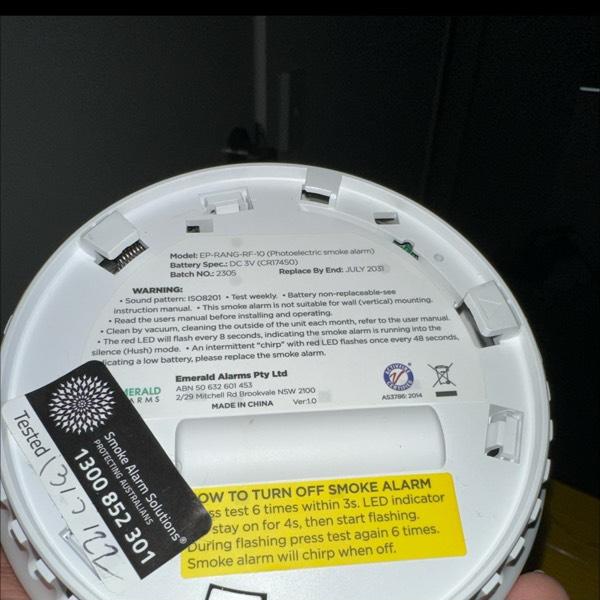 Model: EP-RANG-RF-10 (Photoelectric smoke alarm)
Battery Spec.: DC 3V (CR17450)
Batch NO.: 2305 Replace By End: JULY 2031
WARNING:
• Sound pattern: ISO8201 • Test weekly. • Battery non-replaceable-see
instruction manual. • This smoke alarm is not suitable for wall (vertical) mounting.
• Read the users manual before installing and operating.
• Clean by vacuum, cleaning the outside of the unit each month, refer to the user manual.
• The red LED will flash every 8 seconds, indicating the smoke alarm is running into the
silence (Hush) mode. • An intermittent "chirp" with red LED flashes once every 48 seconds,
indicating a low battery, please replace the smoke alarm.
Emerald Alarms Pty Ltd
ABN 50 632 601 453
2/29 Mitchell Rd Brookvale NSW 2100
MADE IN CHINA Ver:1.0
MERALD
ARMS
AS3786: 2014
Smoke Alarm Solutions®
PROTECTING AUSTRALIANS
1300 852 301
Tested
OW TO TURN OFF SMOKE ALARM
ss test 6 times within 3s. LED indicator
stay on for 4s, then start flashing.
During flashing press test again 6 times.
Smoke alarm will chirp when off.